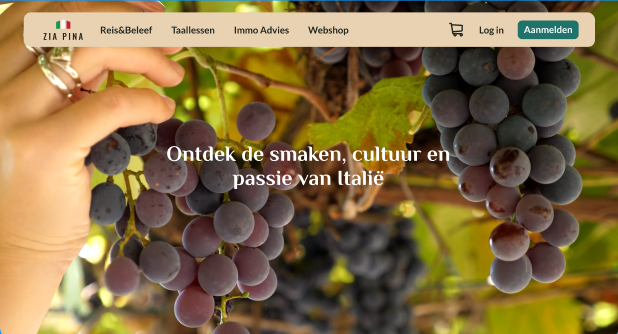 ZIA PINA
Reis&Beleef
Taallessen
Immo Advies
Webshop
Log in
Aanmelden
Ontdek de smaken, cultuur en
passie van Italië